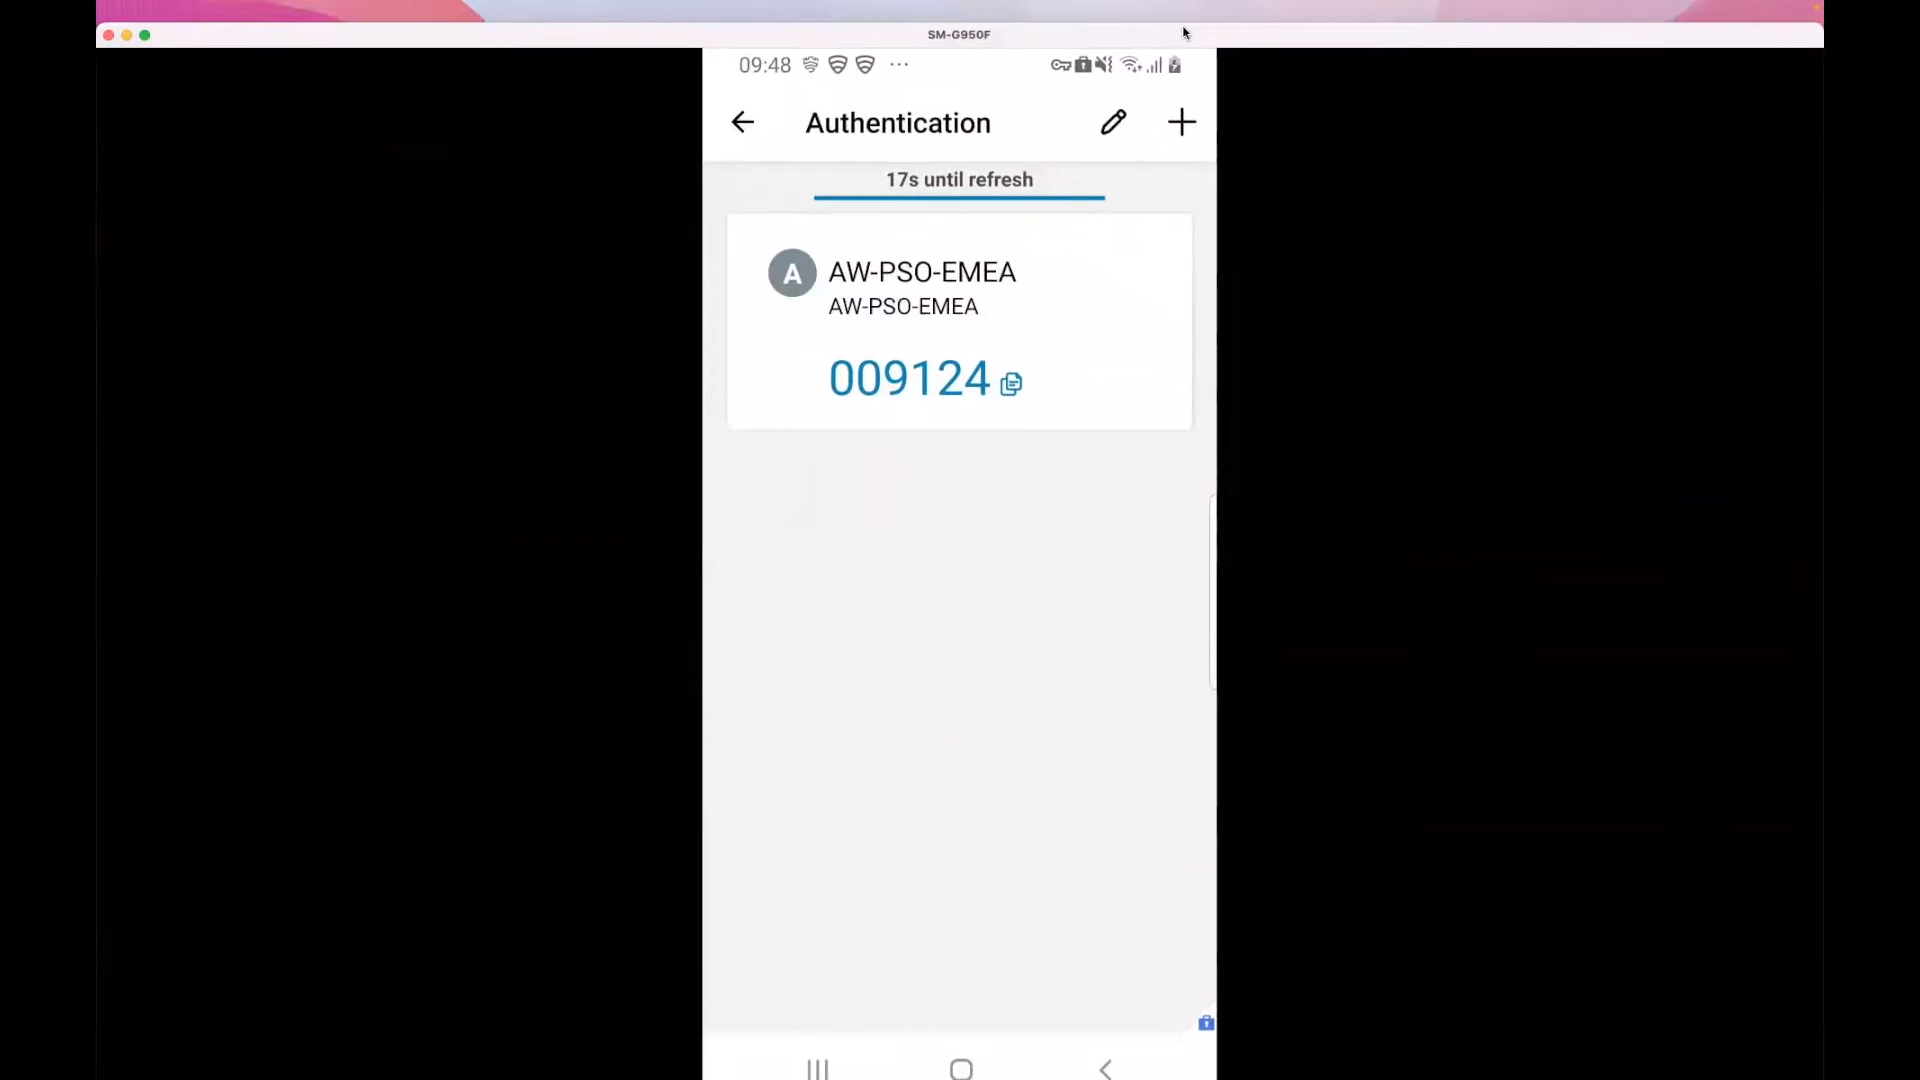 SM-G950F
09:48
Authentication
17s until refresh
A
AW-PSO-EMEA
AW-PSO-EMEA
009124